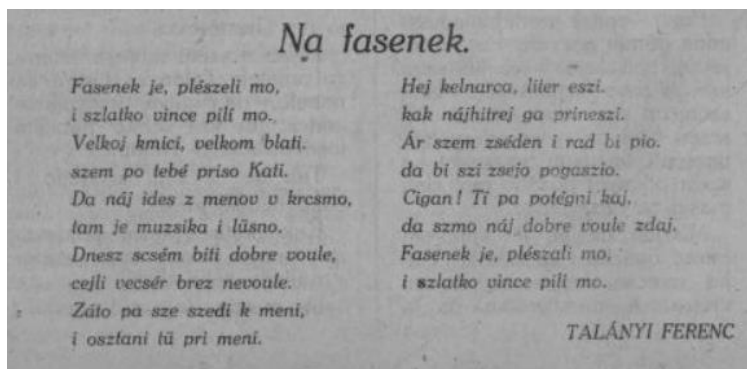 Na fasenek.
Fasenek je, plészeli mo,
i szlatko vince pili mo.
Velkoj kmici, velkom blati.
szem po tebé priso Kati.
Da náj ides z menov v krcsmo,
tam je muzsika i lüsno.
Dnesz scsém biti dobre voule,
cejli vecsér brez nevoule.
Záto pa sze szedi k meni,
i osztani tü pri meni.
Hej kelnarca, liter eszi.
kak nájhitrej ga prineszi.
Ár szem zséden i rad bi pio.
da bi szi zsejo pogaszio.
Cigan! Ti pa potégni kaj,
da szmo náj dobre voule zdaj.
Fasenek je, plészali mo,
i szlatko vince pili mo.
TALÁNYI FERENC